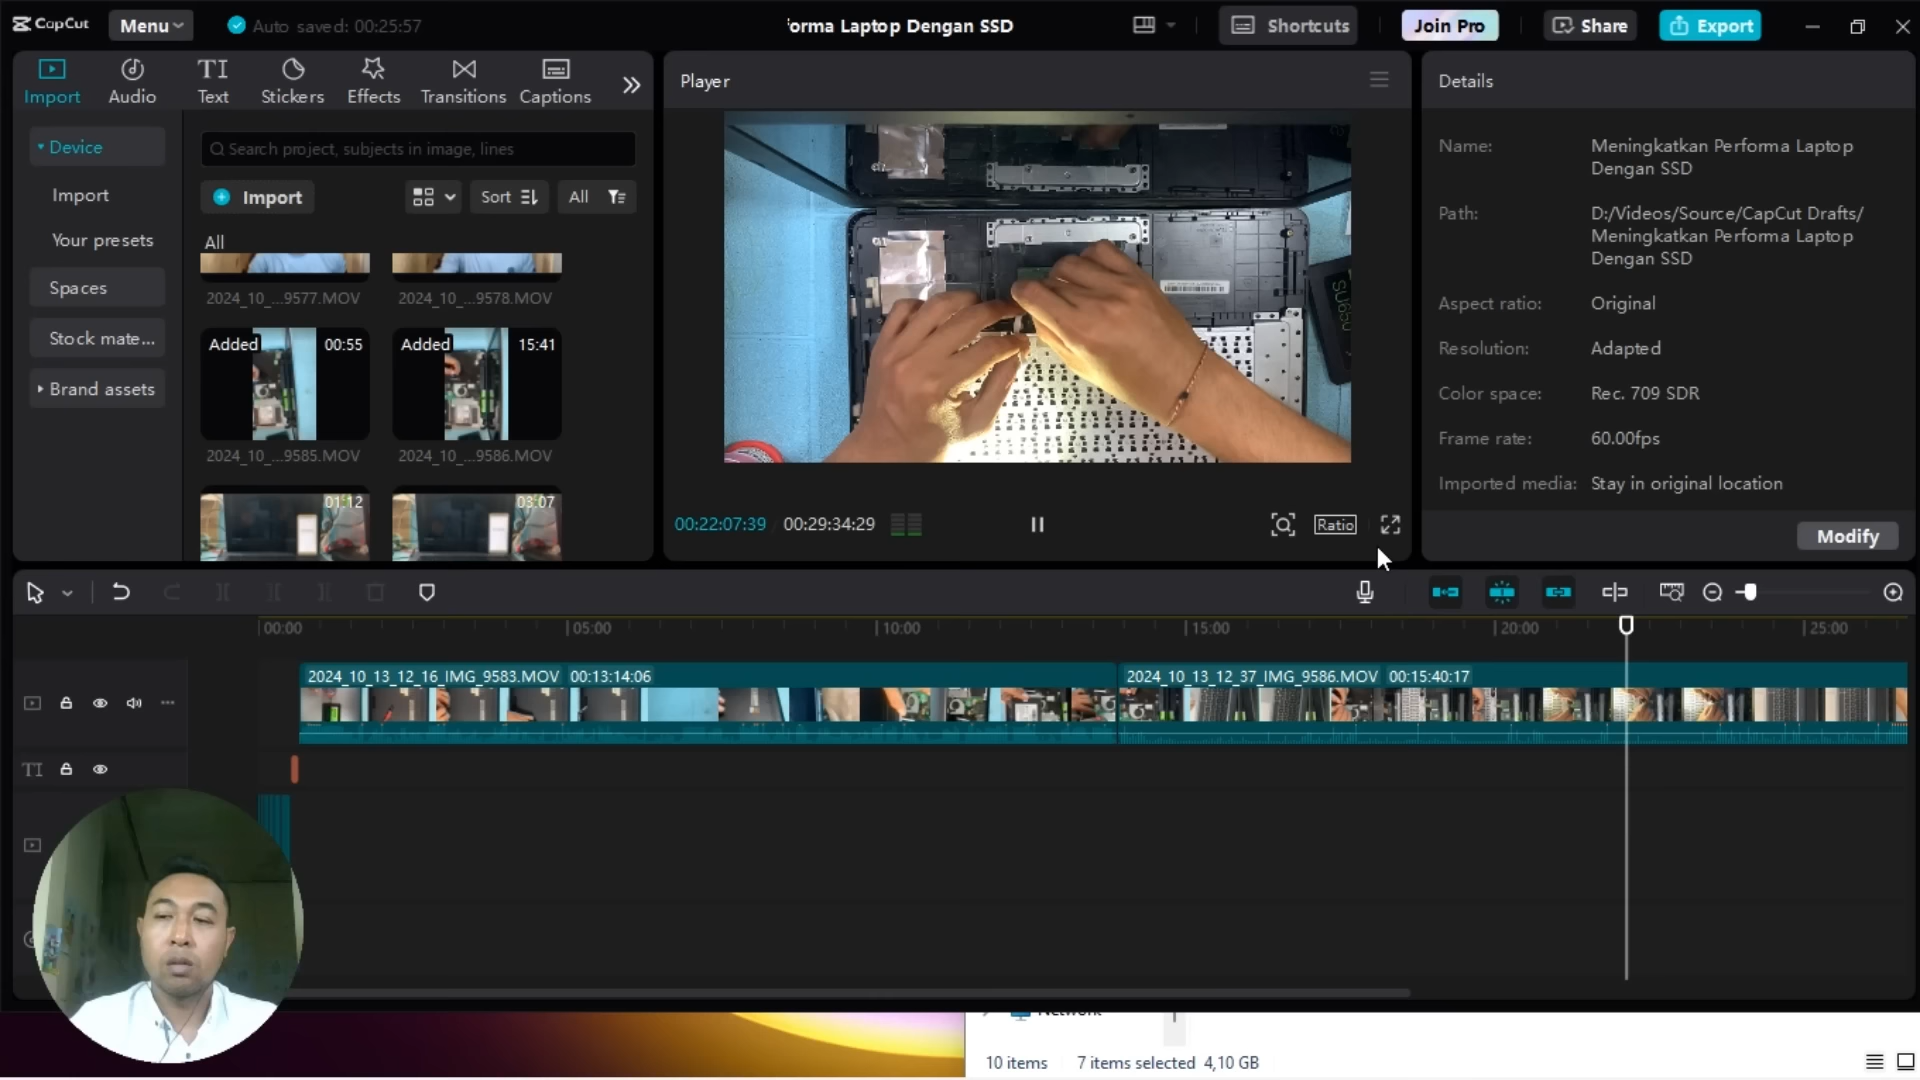 CapCut
Menu
Auto saved: 00:25:57
forma Laptop Dengan SSD
Shortcuts
Join Pro
Share
Export
Import
Audio
TI
Text
Stickers
Effects
Transitions
Captions
Player
Details
Device
Import
Your presets
Spaces
Stock mate...
Brand assets
Search project, subjects in image, lines
Import
Sort
All
All
2024_10_...9577.MOV
2024_10_...9578.MOV
Added
00:55
Added
15:41
2024_10_...9585.MOV
2024_10_...9586.MOV
01:12
03:07
SU650
00:22:07:39
00:29:34:29
Ratio
Name:
Meningkatkan Performa Laptop
Dengan SSD
Path:
D:/Videos/Source/CapCut Drafts/
Meningkatkan Performa Laptop
Dengan SSD
Aspect ratio:
Original
Resolution:
Adapted
Color space:
Rec. 709 SDR
Frame rate:
60.00fps
Imported media:
Stay in original location
Modify
00:00
05:00
10:00
15:00
20:00
25:00
2024_10_13_12_16_IMG_9583.MOV 00:13:14:06
2024_10_13_12_37_IMG_9586.MOV 00:15:40:17
TI
Network
10 items
7 items selected 4,10 GB